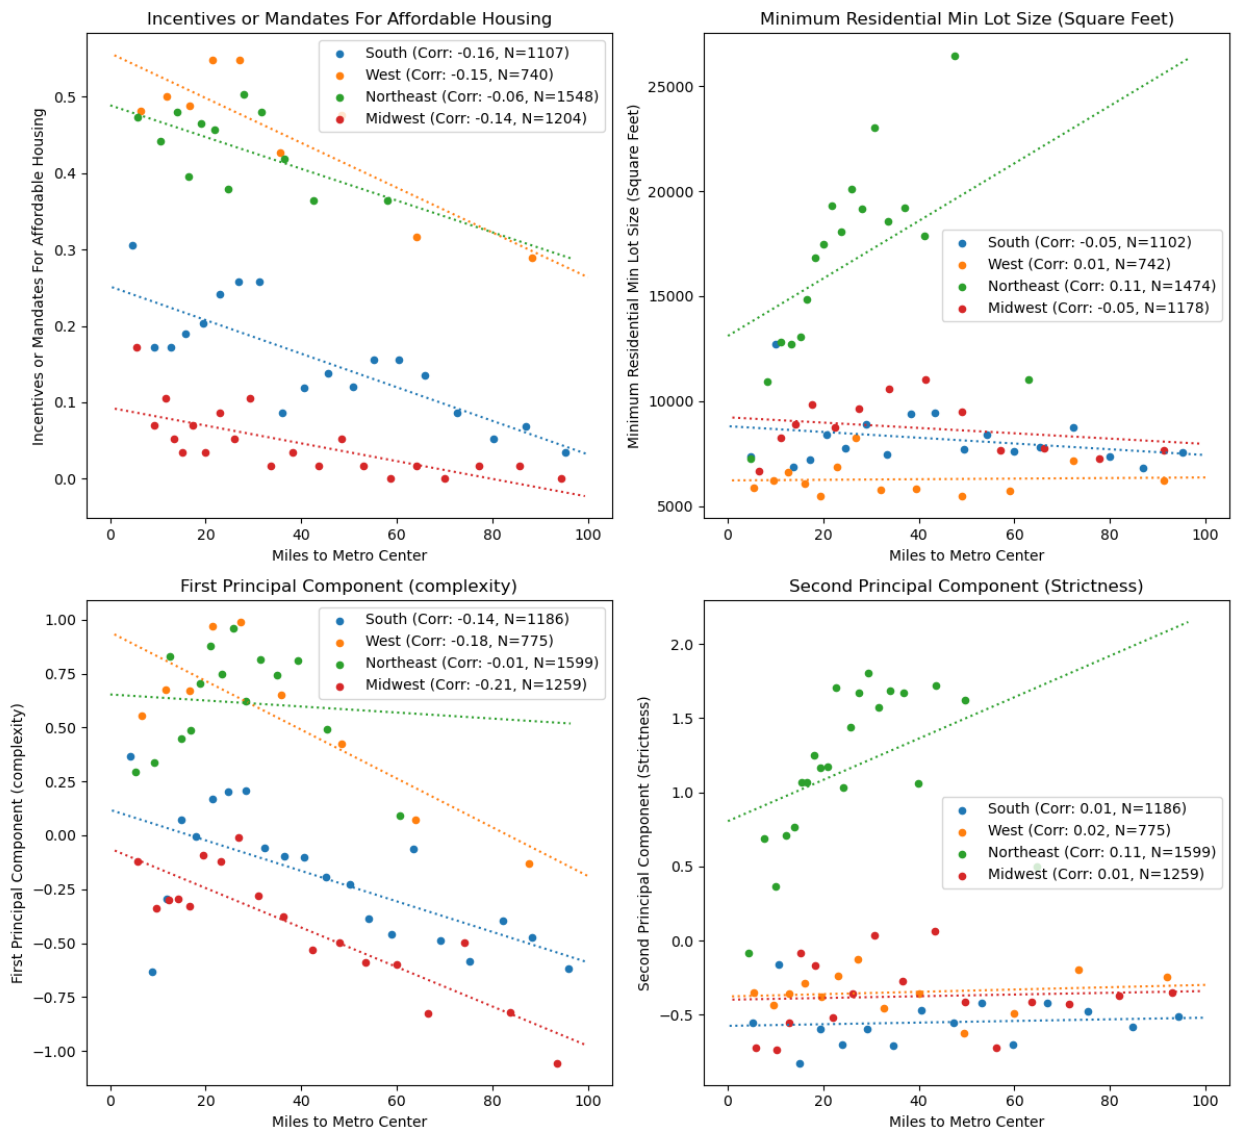 Incentives or Mandates For Affordable Housing
Incentives or Mandates For Affordable Housing
0.5
0.4
0.3
0.2
0.1
0.0
South (Corr: -0.16, N=1107)
West (Corr: -0.15, N=740)
Northeast (Corr: -0.06, N=1548)
Midwest (Corr: -0.14, N=1204)
0 20 40 60 80 100
Miles to Metro Center
Minimum Residential Min Lot Size (Square Feet)
Minimum Residential Min Lot Size (Square Feet)
25000
20000
15000
10000
5000
South (Corr: -0.05, N=1102)
West (Corr: 0.01, N=742)
Northeast (Corr: 0.11, N=1474)
Midwest (Corr: -0.05, N=1178)
0 20 40 60 80 100
Miles to Metro Center
First Principal Component (complexity)
First Principal Component (complexity)
1.00
0.75
0.50
0.25
0.00
−0.25
−0.50
−0.75
−1.00
South (Corr: -0.14, N=1186)
West (Corr: -0.18, N=775)
Northeast (Corr: -0.01, N=1599)
Midwest (Corr: -0.21, N=1259)
0 20 40 60 80 100
Miles to Metro Center
Second Principal Component (Strictness)
Second Principal Component (Strictness)
2.0
1.5
1.0
0.5
0.0
−0.5
South (Corr: 0.01, N=1186)
West (Corr: 0.02, N=775)
Northeast (Corr: 0.11, N=1599)
Midwest (Corr: 0.01, N=1259)
0 20 40 60 80 100
Miles to Metro Center